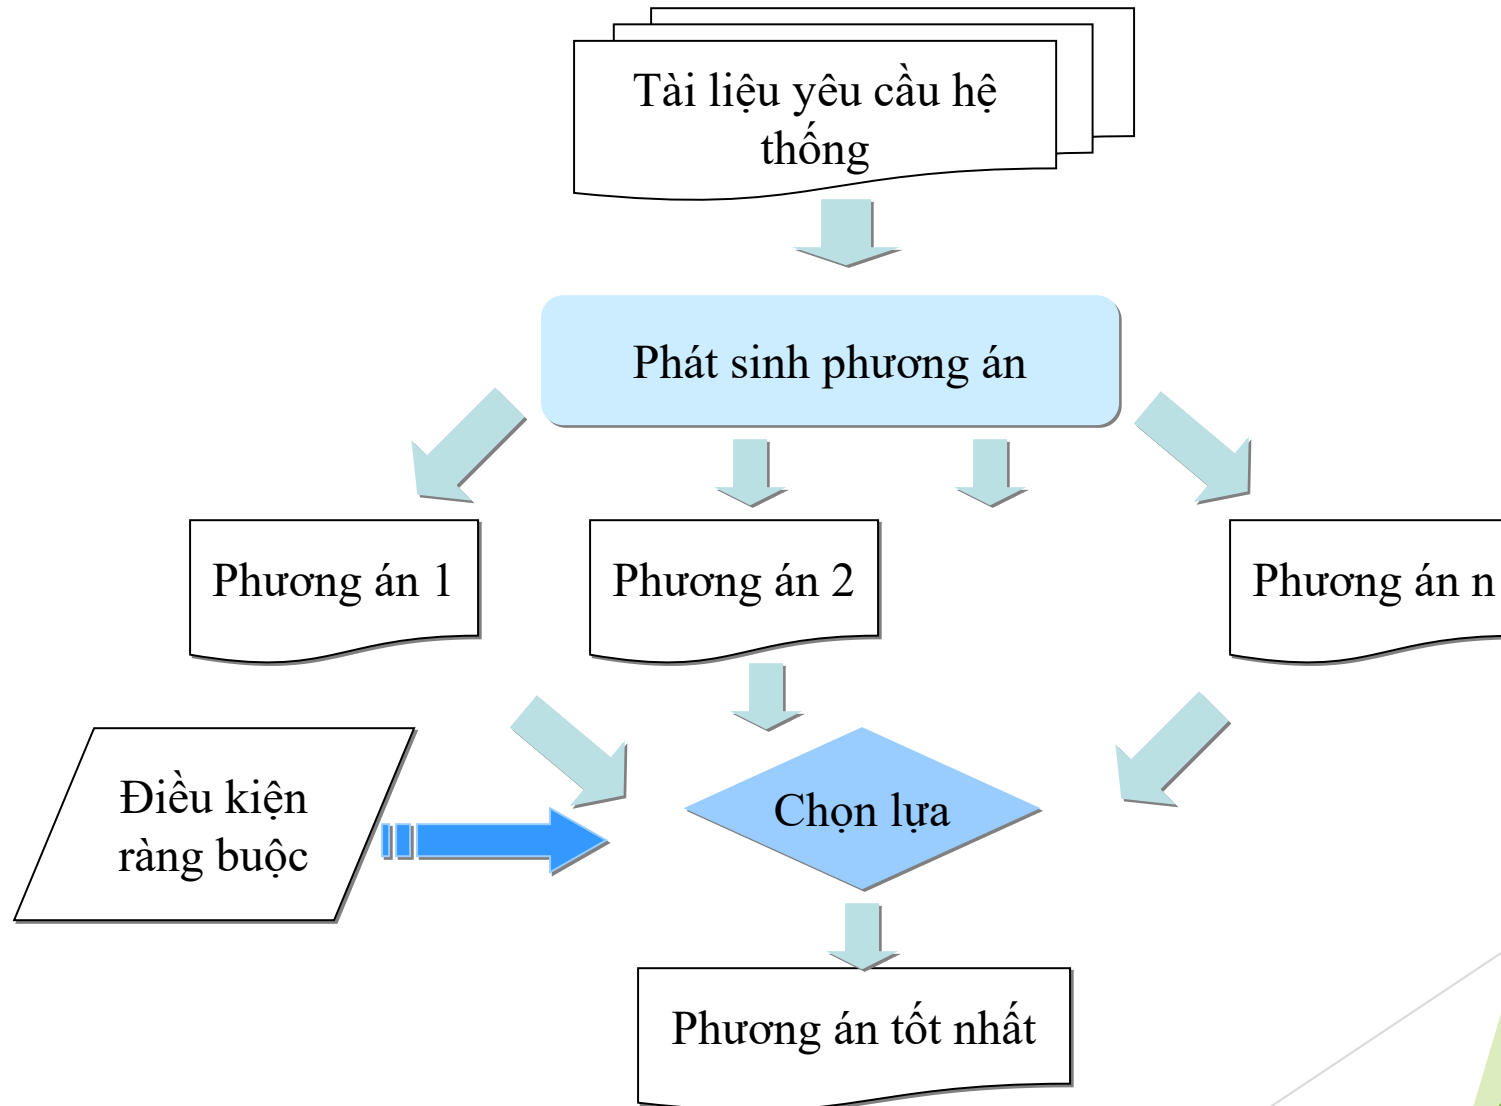 Tài liệu yêu cầu hệ
thống
Phát sinh phương án
Phương án 1
Phương án 2
Phương án n
Điều kiện
ràng buộc
Chọn lựa
Phương án tốt nhất